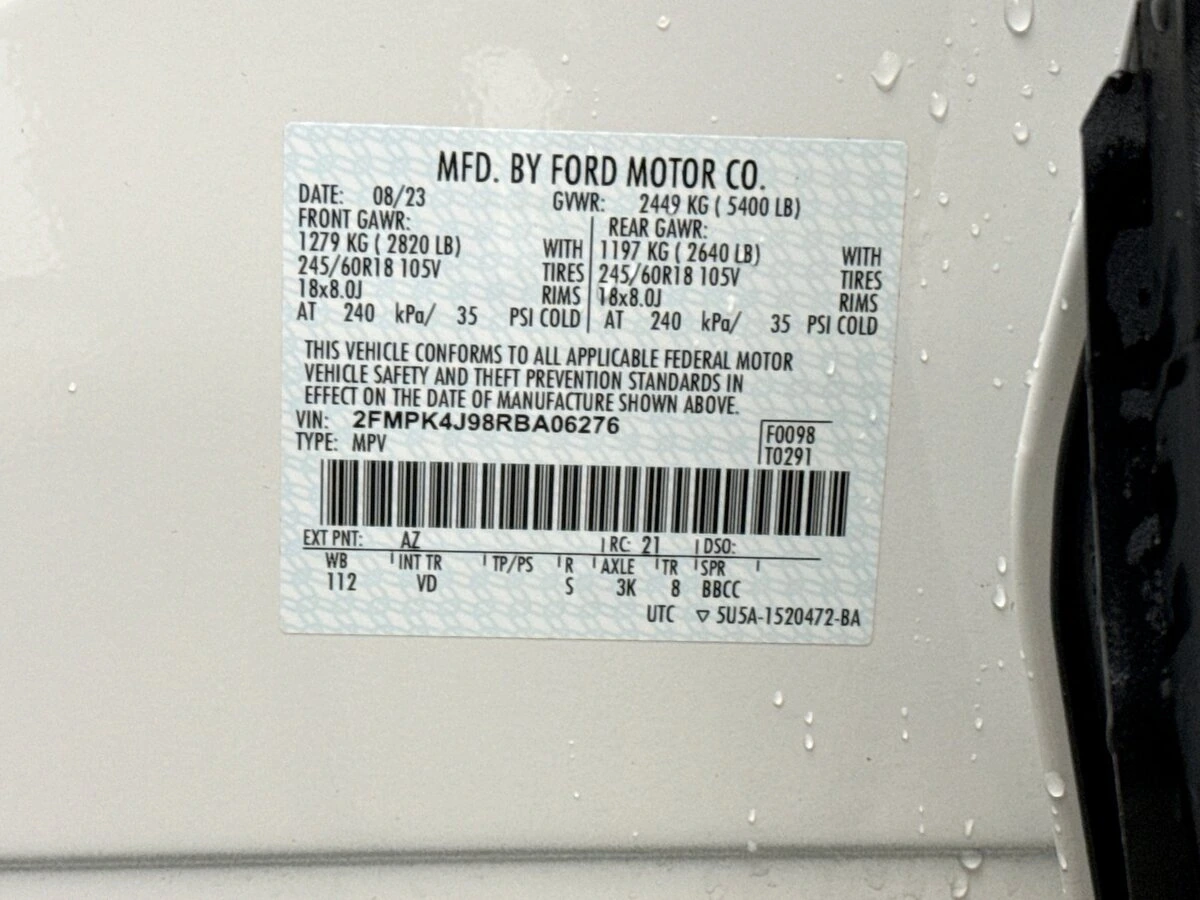 MFD. BY FORD MOTOR CO.
DATE: 08/23 GVWR: 2449 KG ( 5400 LB)
FRONT GAWR: REAR GAWR:
1279 KG ( 2820 LB) WITH 1197 KG ( 2640 LB) WITH
245/60R18 105V TIRES 245/60R18 105V TIRES
18x8.0J RIMS 18x8.0J RIMS
AT 240 kPa/ 35 PSI COLD AT 240 kPa/ 35 PSI COLD
THIS VEHICLE CONFORMS TO ALL APPLICABLE FEDERAL MOTOR
VEHICLE SAFETY AND THEFT PREVENTION STANDARDS IN
EFFECT ON THE DATE OF MANUFACTURE SHOWN ABOVE.
VIN: 2FMPK4J98RBA06276
TYPE: MPV
F0098
T0291
EXT PNT: AZ RC: 21 DSO:
WB INT TR TP/PS R AXLE TR SPR
112 VD S 3K 8 BBCC
UTC ▽ 5U5A-1520472-BA